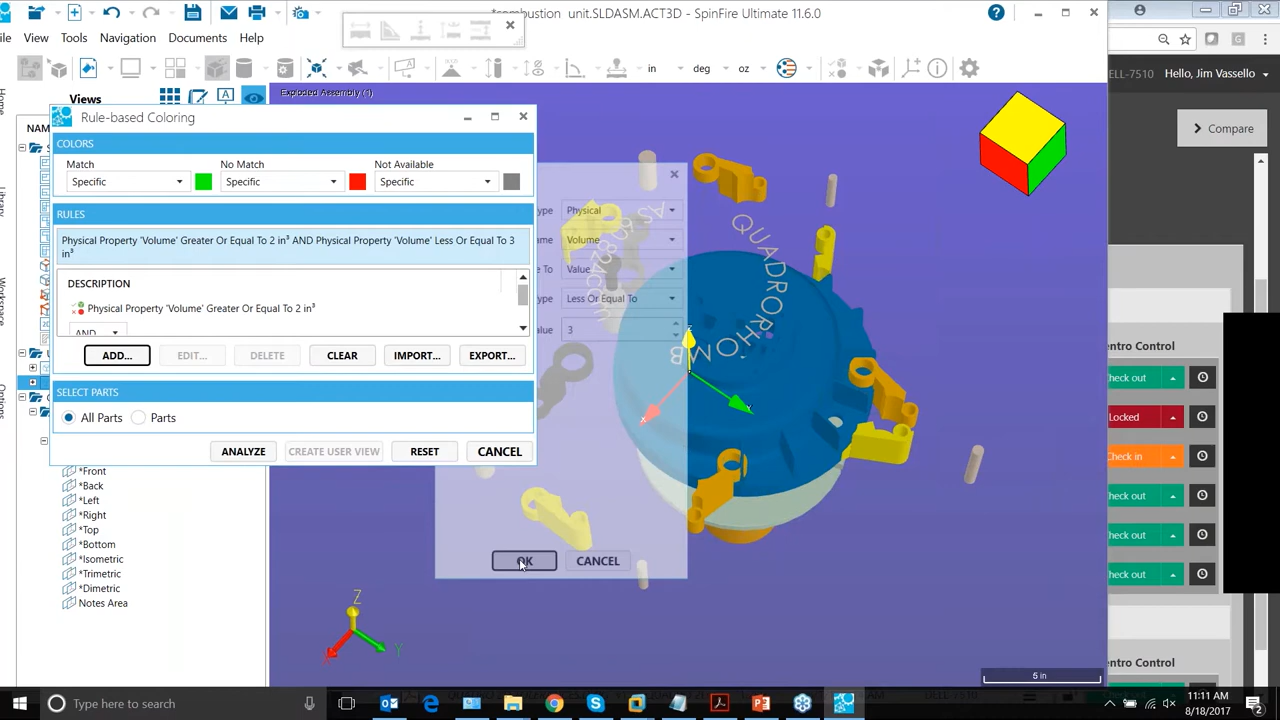 *combustion unit.SLDASM.ACT3D - SpinFire Ultimate 11.6.0
View Tools Navigation Documents Help
in deg oz
Hello, Jim Vassello
Compare
Views
Exploded Assembly (1)
Home
Library
Workspace
Options
Rule-based Coloring
COLORS
Match No Match Not Available
Specific Specific Specific
RULES
Physical Property 'Volume' Greater Or Equal To 2 in³ AND Physical Property 'Volume' Less Or Equal To 3
in³
DESCRIPTION
Physical Property 'Volume' Greater Or Equal To 2 in³
AND
ADD... EDIT... DELETE CLEAR IMPORT... EXPORT...
SELECT PARTS
All Parts Parts
ANALYZE CREATE USER VIEW RESET CANCEL
Physical
Volume
Value
Less Or Equal To
3
OK CANCEL
QUADRORHOMB
*Front
*Back
*Left
*Right
*Top
*Bottom
*Isometric
*Trimetric
*Dimetric
Notes Area
Z
Y
5 in
entro Control
heck out
Locked
Check in
heck out
heck out
heck out
entro Control
Type here to search
11:11 AM
8/18/2017